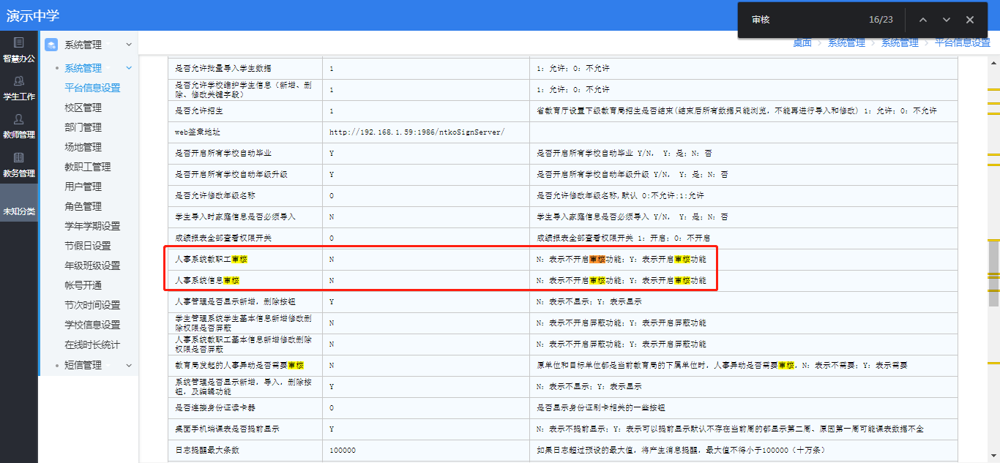 演示中学
审核
16/23
桌面 系统管理 系统管理 平台信息设置
智慧办公
学生工作
教师管理
教务管理
未知分类
系统管理
系统管理
平台信息设置
校区管理
部门管理
场地管理
教职工管理
用户管理
角色管理
学年学期设置
节假日设置
年级班级设置
帐号开通
节次时间设置
学校信息设置
在线时长统计
短信管理
是否允许批量导入学生数据 1 1: 允许; 0: 不允许
是否允许学校维护学生信息（新增、删
除、修改关键字段） 1 1: 允许; 0: 不允许
是否允许招生 1 省教育厅设置下级教育局招生是否结束(结束后所有数据只能浏览，不能再进行导入和修改) 1: 允许; 0: 不允许
web签章地址 http://192.168.1.59:1986/ntkoSignServer/
是否开启所有学校自动毕业 Y 是否开启所有学校自动毕业 Y/N， Y: 是; N: 否
是否开启所有学校自动年级升级 Y 是否开启所有学校自动年级升级 Y/N， Y: 是; N: 否
是否允许修改年级名称 0 是否允许修改年级名称,默认 0:不允许;1:允许
学生导入时家庭信息是否必须导入 N 学生导入家庭信息是否必须导入 Y/N， Y: 是; N: 否
成绩报表全部查看权限开关 0 成绩报表全部查看权限开关 1: 开启; 0: 不开启
人事系统教职工审核 N N: 表示不开启审核功能; Y: 表示开启审核功能
人事系统信息审核 N N: 表示不开启审核功能; Y: 表示开启审核功能
人事管理是否显示新增，删除按钮 Y N: 表示不显示; Y: 表示显示
学生管理系统学生基本信息新增修改删
除权限是否屏蔽 N N: 表示不开启屏蔽功能; Y: 表示开启屏蔽功能
人事系统教职工基本信息新增修改删除
权限是否屏蔽 N N: 表示不开启屏蔽功能; Y: 表示开启屏蔽功能
教育局发起的人事异动是否需要审核 N 原单位和目标单位都是当前教育局的下属单位时，人事异动是否需要审核，N: 表示不需要; Y: 表示需要
系统管理是否显示新增，导入，删除按
钮，及编辑功能 Y N: 表示不显示; Y: 表示显示
是否连接身份证读卡器 0 是否显示身份证刷卡相关的一些按钮
桌面手机端课表是否提前显示 Y N: 表示不提前显示; Y: 表示可以提前显示默认不存在当前周的都显示第二周、原因第一周可能课表数据不全
日志提醒最大条数 100000 如果日志超过预设的最大值，将产生消息提醒，最大值不得小于100000（十万条）